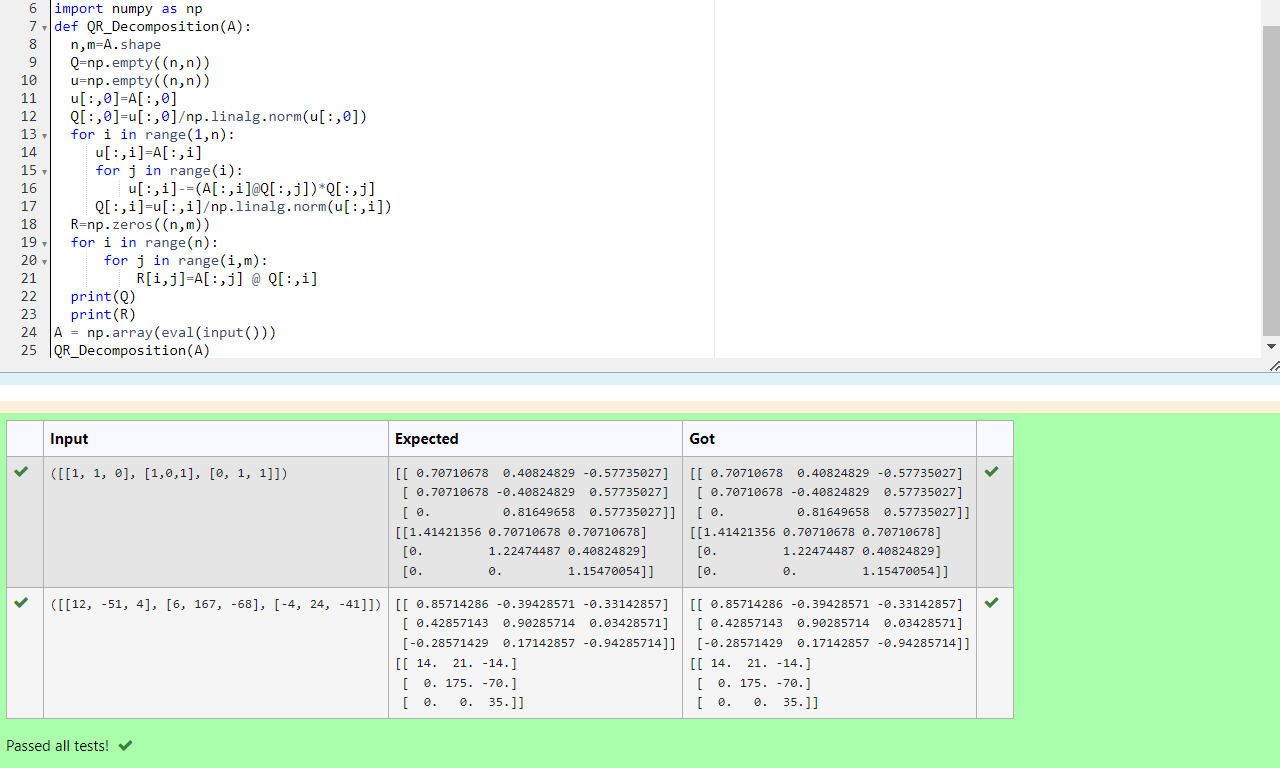 6 import numpy as np
7 def QR_Decomposition(A):
8   n,m=A.shape
9   Q=np.empty((n,n))
10   u=np.empty((n,n))
11   u[:,0]=A[:,0]
12   Q[:,0]=u[:,0]/np.linalg.norm(u[:,0])
13   for i in range(1,n):
14      u[:,i]=A[:,i]
15      for j in range(i):
16          u[:,i]-=(A[:,i]@Q[:,j])*Q[:,j]
17      Q[:,i]=u[:,i]/np.linalg.norm(u[:,i])
18   R=np.zeros((n,m))
19   for i in range(n):
20       for j in range(i,m):
21           R[i,j]=A[:,j] @ Q[:,i]
22   print(Q)
23   print(R)
24 A = np.array(eval(input()))
25 QR_Decomposition(A)
Input Expected Got
([[1, 1, 0], [1,0,1], [0, 1, 1]]) [[ 0.70710678  0.40824829 -0.57735027] [[ 0.70710678  0.40824829 -0.57735027]
[ 0.70710678 -0.40824829  0.57735027] [ 0.70710678 -0.40824829  0.57735027]
[ 0.          0.81649658  0.57735027]] [ 0.          0.81649658  0.57735027]]
[[1.41421356 0.70710678 0.70710678] [[1.41421356 0.70710678 0.70710678]
[0.         1.22474487 0.40824829] [0.         1.22474487 0.40824829]
[0.         0.         1.15470054]] [0.         0.         1.15470054]]
([[12, -51, 4], [6, 167, -68], [-4, 24, -41]]) [[ 0.85714286 -0.39428571 -0.33142857] [[ 0.85714286 -0.39428571 -0.33142857]
[ 0.42857143  0.90285714  0.03428571] [ 0.42857143  0.90285714  0.03428571]
[-0.28571429  0.17142857 -0.94285714]] [-0.28571429  0.17142857 -0.94285714]]
[[ 14.  21. -14.] [[ 14.  21. -14.]
[  0. 175. -70.] [  0. 175. -70.]
[  0.   0.  35.]] [  0.   0.  35.]]
Passed all tests!